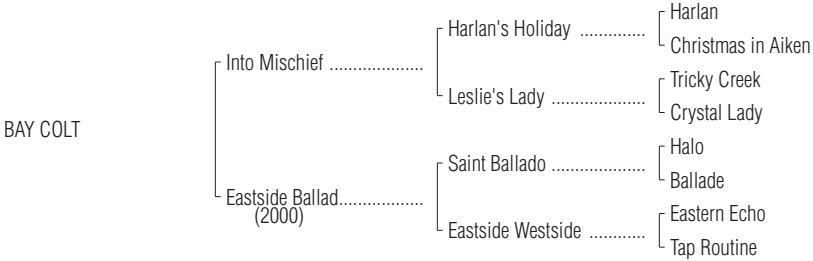 Harlan
Harlan's Holiday ..............
Christmas in Aiken
Into Mischief ....................
Tricky Creek
Leslie's Lady ....................
Crystal Lady
BAY COLT
Halo
Saint Ballado ....................
Ballade
Eastside Ballad..................
(2000)
Eastern Echo
Eastside Westside ............
Tap Routine